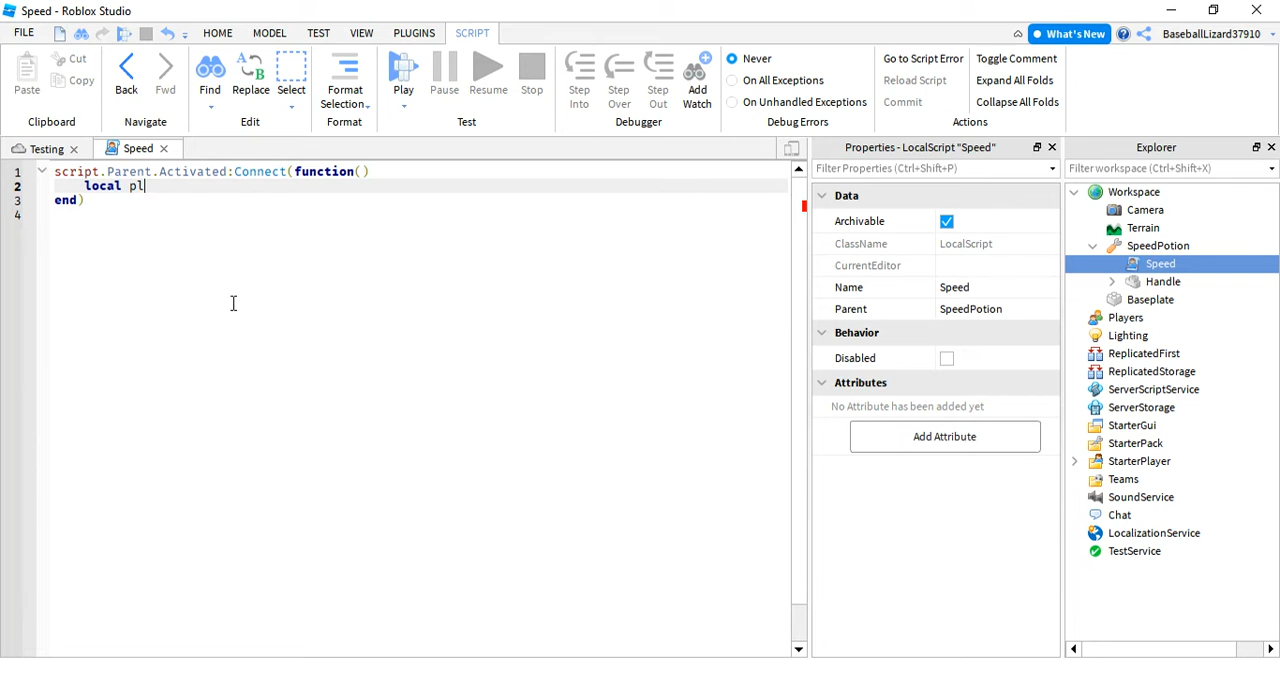 Speed - Roblox Studio
FILE HOME MODEL TEST VIEW PLUGINS SCRIPT What's New BaseballLizard37910
Paste Cut Copy
Clipboard
Back Fwd
Navigate
Find Replace Select
Edit
Format Selection
Format
Play Pause Resume Stop
Test
Step Into Step Over Step Out Add Watch
Debugger
Never
On All Exceptions
On Unhandled Exceptions
Debug Errors
Go to Script Error
Reload Script
Commit
Toggle Comment
Expand All Folds
Collapse All Folds
Actions
Testing Speed
1 script.Parent.Activated:Connect(function()
2 local pl
3 end)
4
Properties - LocalScript "Speed"
Filter Properties (Ctrl+Shift+P)
Data
Archivable
ClassName LocalScript
CurrentEditor
Name Speed
Parent SpeedPotion
Behavior
Disabled
Attributes
No Attribute has been added yet
Add Attribute
Explorer
Filter workspace (Ctrl+Shift+X)
Workspace
Camera
Terrain
SpeedPotion
Speed
Handle
Baseplate
Players
Lighting
ReplicatedFirst
ReplicatedStorage
ServerScriptService
ServerStorage
StarterGui
StarterPack
StarterPlayer
Teams
SoundService
Chat
LocalizationService
TestService